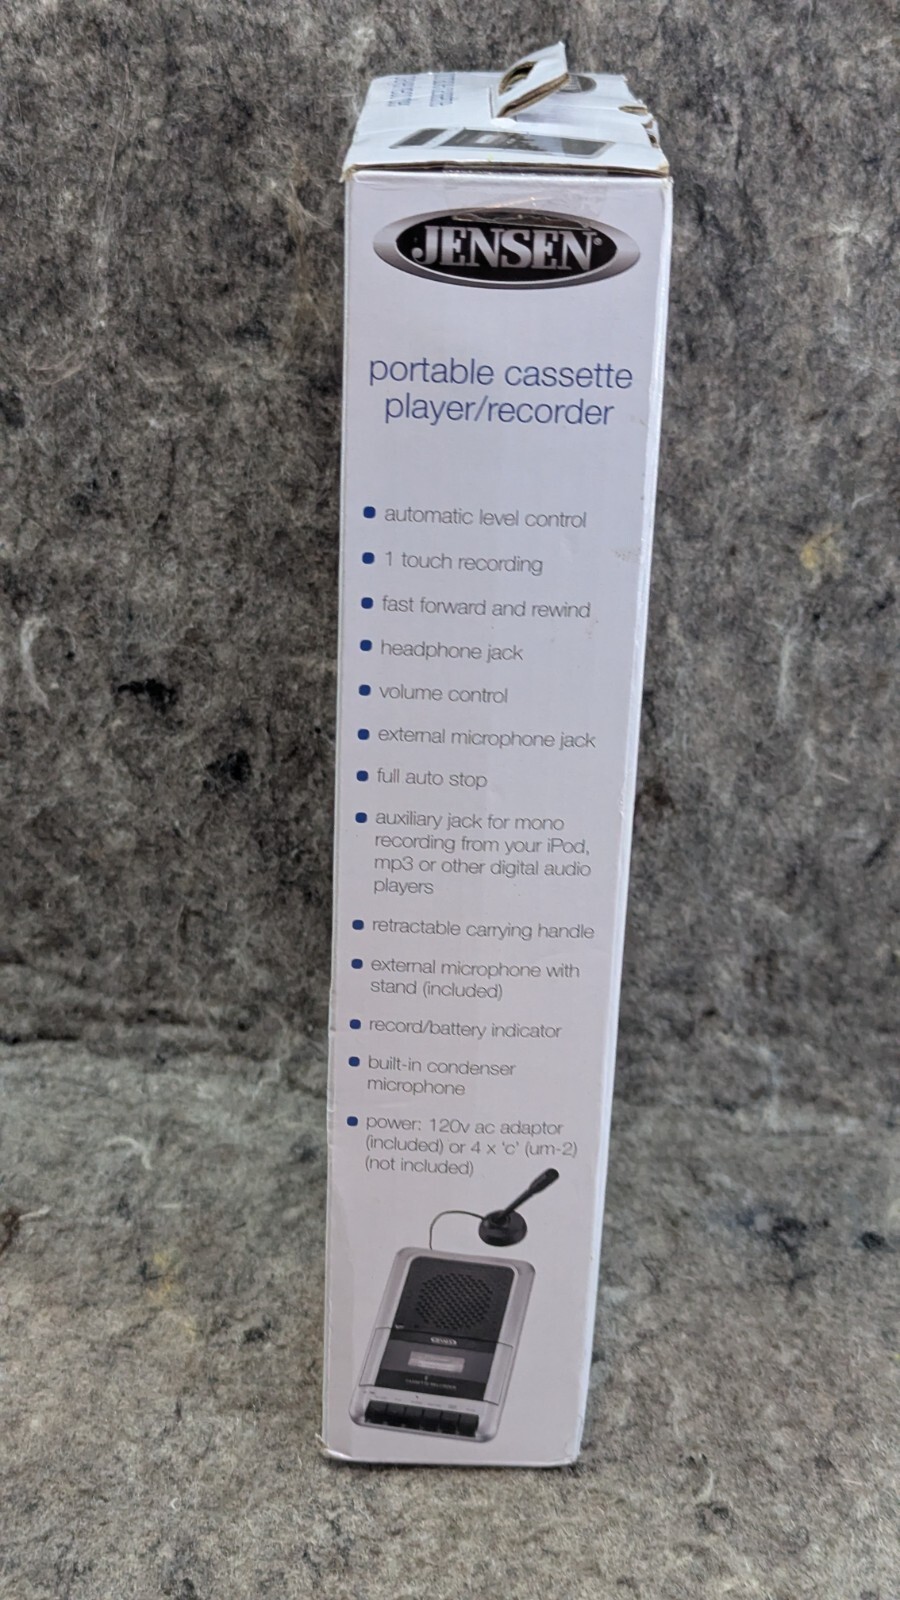 JENSEN®
portable cassette
player/recorder
automatic level control
1 touch recording
fast forward and rewind
headphone jack
volume control
external microphone jack
full auto stop
auxiliary jack for mono
recording from your iPod,
mp3 or other digital audio
players
retractable carrying handle
external microphone with
stand (included)
record/battery indicator
built-in condenser
microphone
power: 120v ac adaptor
(included) or 4 x 'c' (um-2)
(not included)
JENSEN